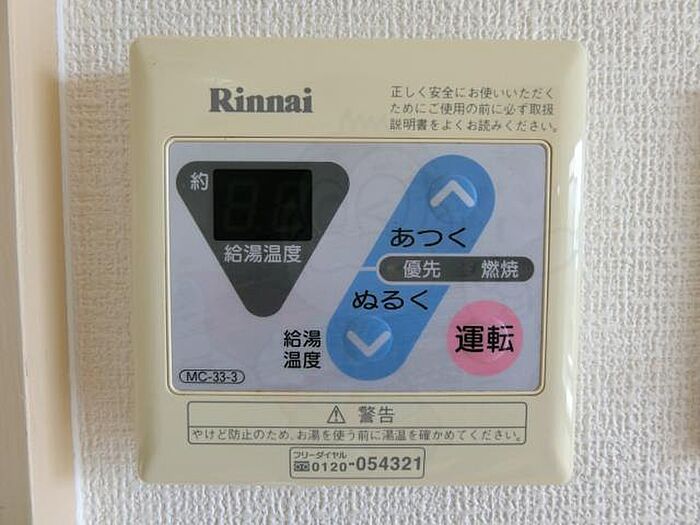 Rinnai
正しく安全にお使いいただく
ためにご使用の前に必ず取扱
説明書をよくお読みください。
約
給湯温度
あつく
優先 燃焼
ぬるく
給湯
温度
運転
MC-33-3
⚠ 警告
やけど防止のため、お湯を使う前に湯温を確かめてください。
フリーダイヤル
0120-054321